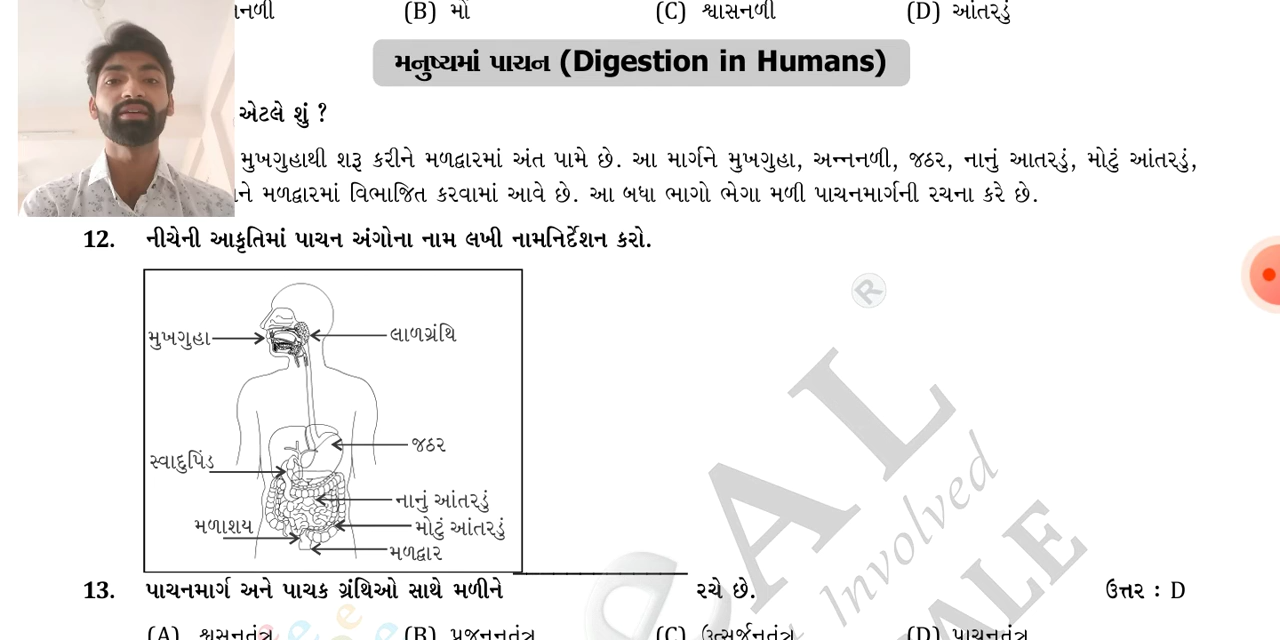 (B) મોં (C) શ્વાસનળી (D) આંતરડું
મનુષ્યમાં પાચન (Digestion in Humans)
એટલે શું ?
મુખગુહાથી શરૂ કરીને મળદ્વારમાં અંત પામે છે. આ માર્ગને મુખગુહા, અન્નનળી, જઠર, નાનું આતરડું, મોટું આંતરડું,
મળદ્વારમાં વિભાજિત કરવામાં આવે છે. આ બધા ભાગો ભેગા મળી પાચનમાર્ગની રચના કરે છે.
12. નીચેની આકૃતિમાં પાચન અંગોના નામ લખી નામનિર્દેશન કરો.
મુખગુહા
લાળગ્રંથિ
જઠર
સ્વાદુપિંડ
નાનું આંતરડું
મળાશય
મોટું આંતરડું
મળદ્વાર
13. પાચનમાર્ગ અને પાચક ગ્રંથિઓ સાથે મળીને ____________ રચે છે. ઉત્તર : D
(A) શ્વસનતંત્ર (B) પ્રજનનતંત્ર (C) ઉત્સર્જનતંત્ર (D) પાચનતંત્ર
Involved